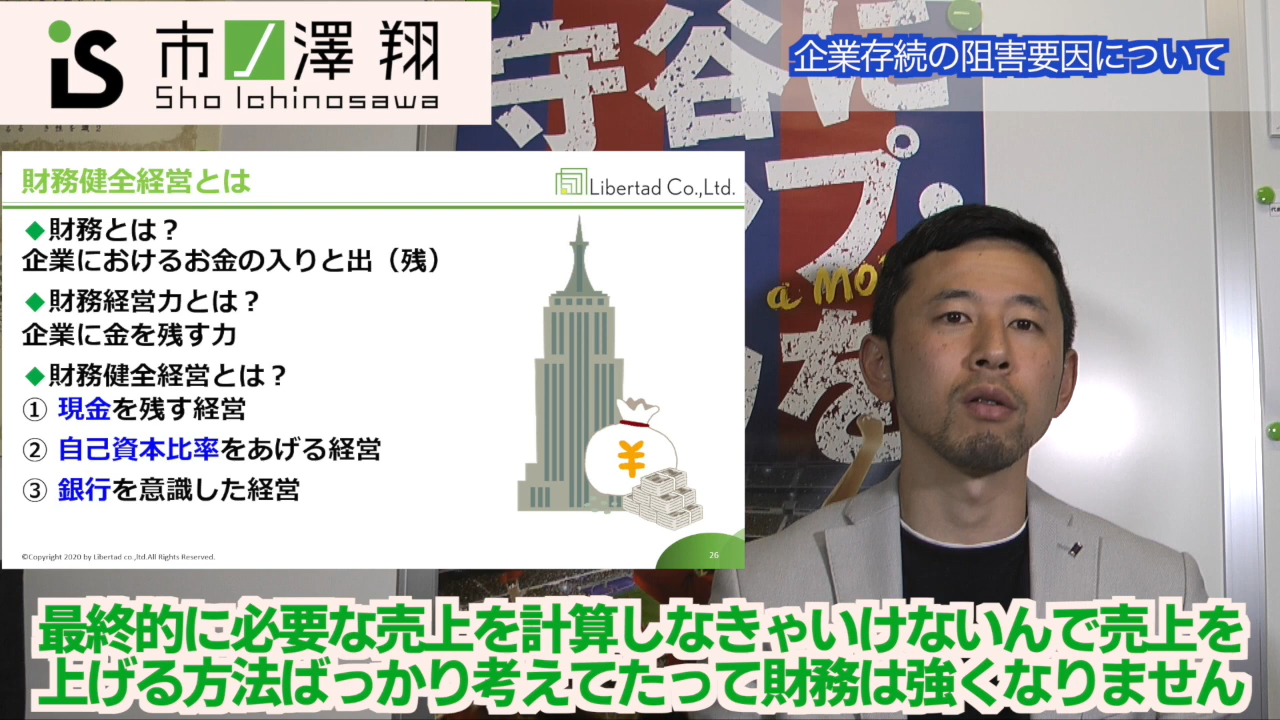 iS 市ノ澤 翔
Sho Ichinosawa
企業存続の阻害要因について
守谷に
プ
を
a mo
財務健全経営とは
Libertad Co.,Ltd.
◆財務とは？
企業におけるお金の入りと出（残）
◆財務経営力とは？
企業に金を残す力
◆財務健全経営とは？
① 現金を残す経営
② 自己資本比率をあげる経営
③ 銀行を意識した経営
¥
©Copyright 2020 by Libertad co.,ltd.All Rights Reserved.
26
最終的に必要な売上を計算しなきゃいけないんで売上を
上げる方法ばっかり考えてたって財務は強くなりません